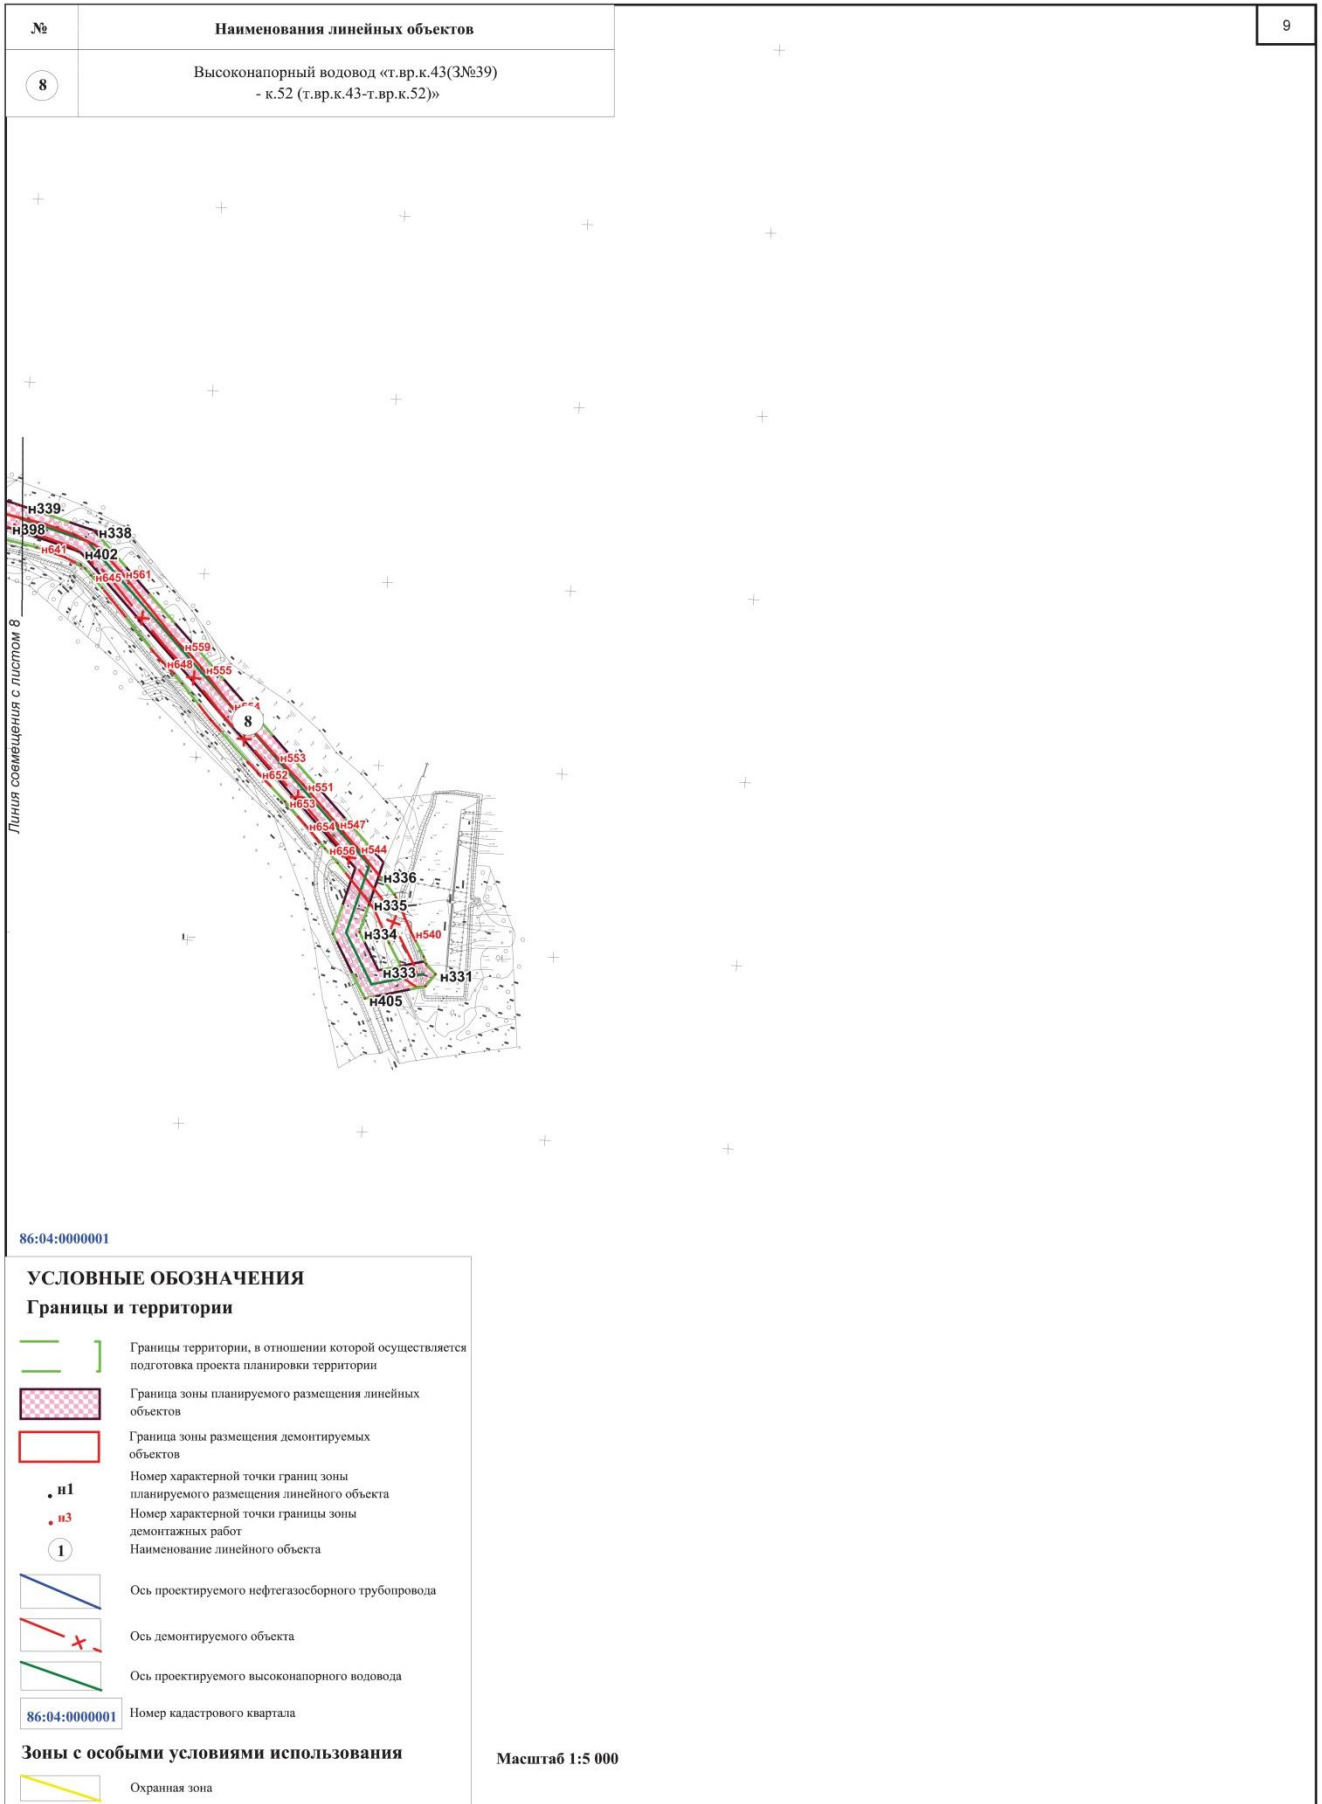 №
Наименования линейных объектов
9
8
Высоконапорный водовод «т.вр.к.43(ЗN39)
- к.52 (т.вр.к.43-т.вр.к.52)»
Линия совмещения с листом 8
н339
н398
н338
н641
н402
н645
н561
н559
н648
н555
8
н553
н652
н551
н653
н654
н547
н656
н544
н336
н335
н334
н540
н333
н331
н405
86:04:0000001
УСЛОВНЫЕ ОБОЗНАЧЕНИЯ
Границы и территории
Границы территории, в отношении которой осуществляется
подготовка проекта планировки территории
Граница зоны планируемого размещения линейных
объектов
Граница зоны размещения демонтируемых
объектов
н1
Номер характерной точки границ зоны
планируемого размещения линейного объекта
н3
Номер характерной точки границы зоны
демонтажных работ
1
Наименование линейного объекта
Ось проектируемого нефтегазосборного трубопровода
Ось демонтируемого объекта
Ось проектируемого высоконапорного водовода
86:04:0000001
Номер кадастрового квартала
Зоны с особыми условиями использования
Масштаб 1:5 000
Охранная зона